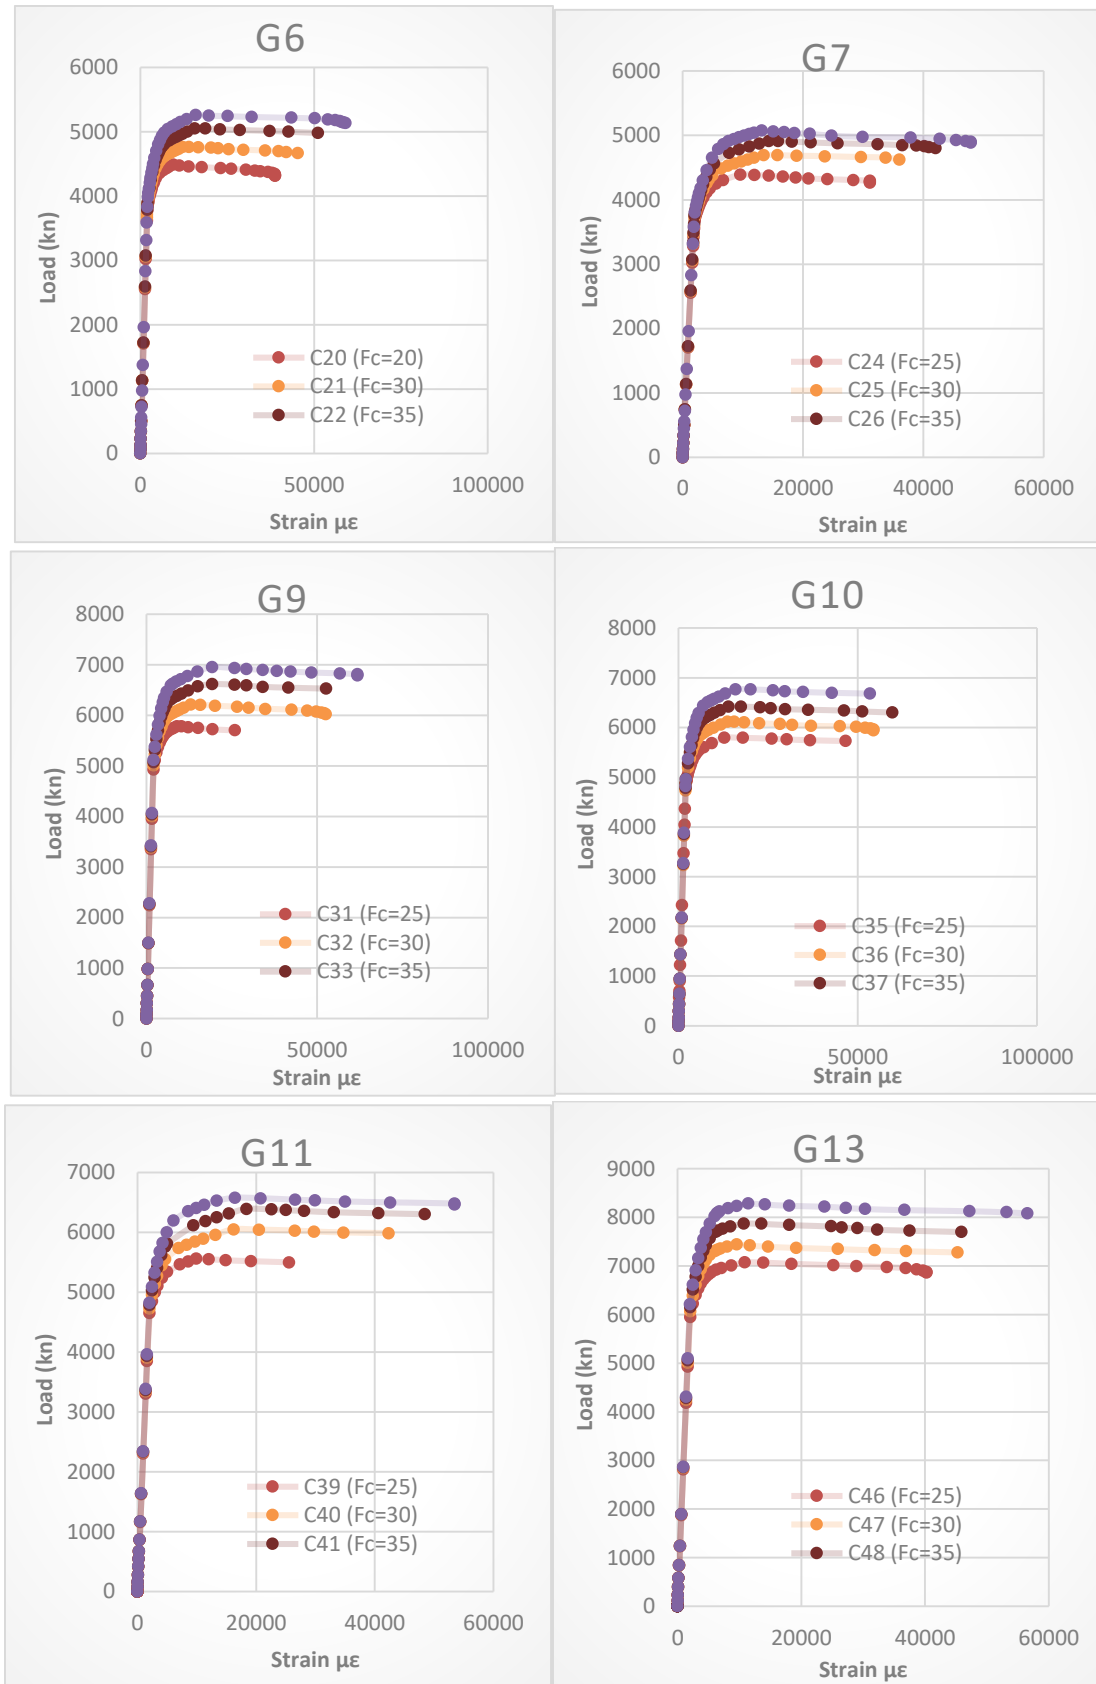 G6
6000
5000
4000
3000
2000
1000
0
Load (kn)
C20 (Fc=20)
C21 (Fc=30)
C22 (Fc=35)
0 50000 100000
Strain µε
G7
6000
5000
4000
3000
2000
1000
0
Load (kn)
C24 (Fc=25)
C25 (Fc=30)
C26 (Fc=35)
0 20000 40000 60000
Strain µε
G9
8000
7000
6000
5000
4000
3000
2000
1000
0
Load (kn)
C31 (Fc=25)
C32 (Fc=30)
C33 (Fc=35)
0 50000 100000
Strain µε
G10
8000
7000
6000
5000
4000
3000
2000
1000
0
Load (kn)
C35 (Fc=25)
C36 (Fc=30)
C37 (Fc=35)
0 50000 100000
Strain µε
G11
7000
6000
5000
4000
3000
2000
1000
0
Load (kn)
C39 (Fc=25)
C40 (Fc=30)
C41 (Fc=35)
0 20000 40000 60000
Strain µε
G13
9000
8000
7000
6000
5000
4000
3000
2000
1000
0
Load (kn)
C46 (Fc=25)
C47 (Fc=30)
C48 (Fc=35)
0 20000 40000 60000
Strain µε